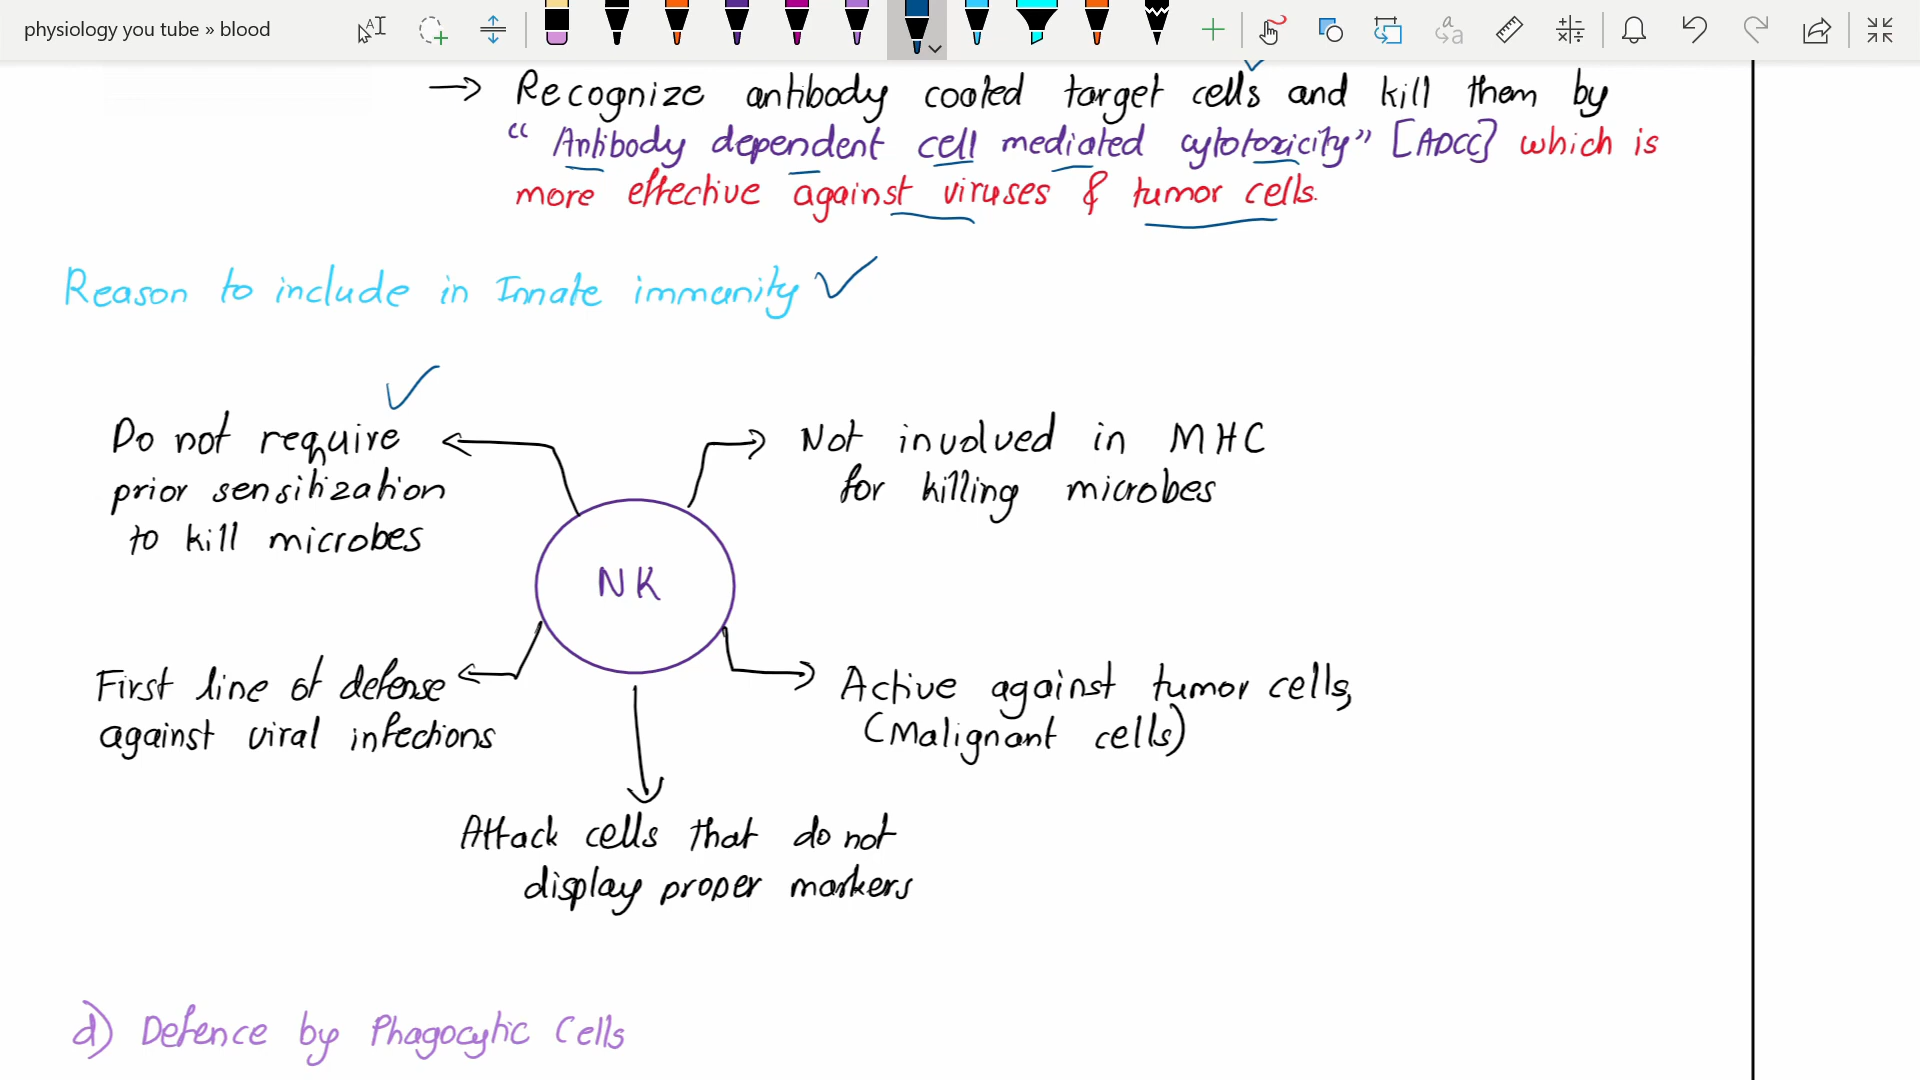 physiology you tube » blood
→ Recognize antibody coated target cells and kill them by
“Antibody dependent cell mediated cytotoxicity” [ADCC] which is
more effective against viruses & tumor cells.
Reason to include in Innate immunity
Do not require
prior sensitization
to kill microbes
Not involved in MHC
for killing microbes
NK
First line of defense
against viral infections
Active against tumor cells,
(Malignant cells)
Attack cells that do not
display proper markers
d) Defence by Phagocytic Cells